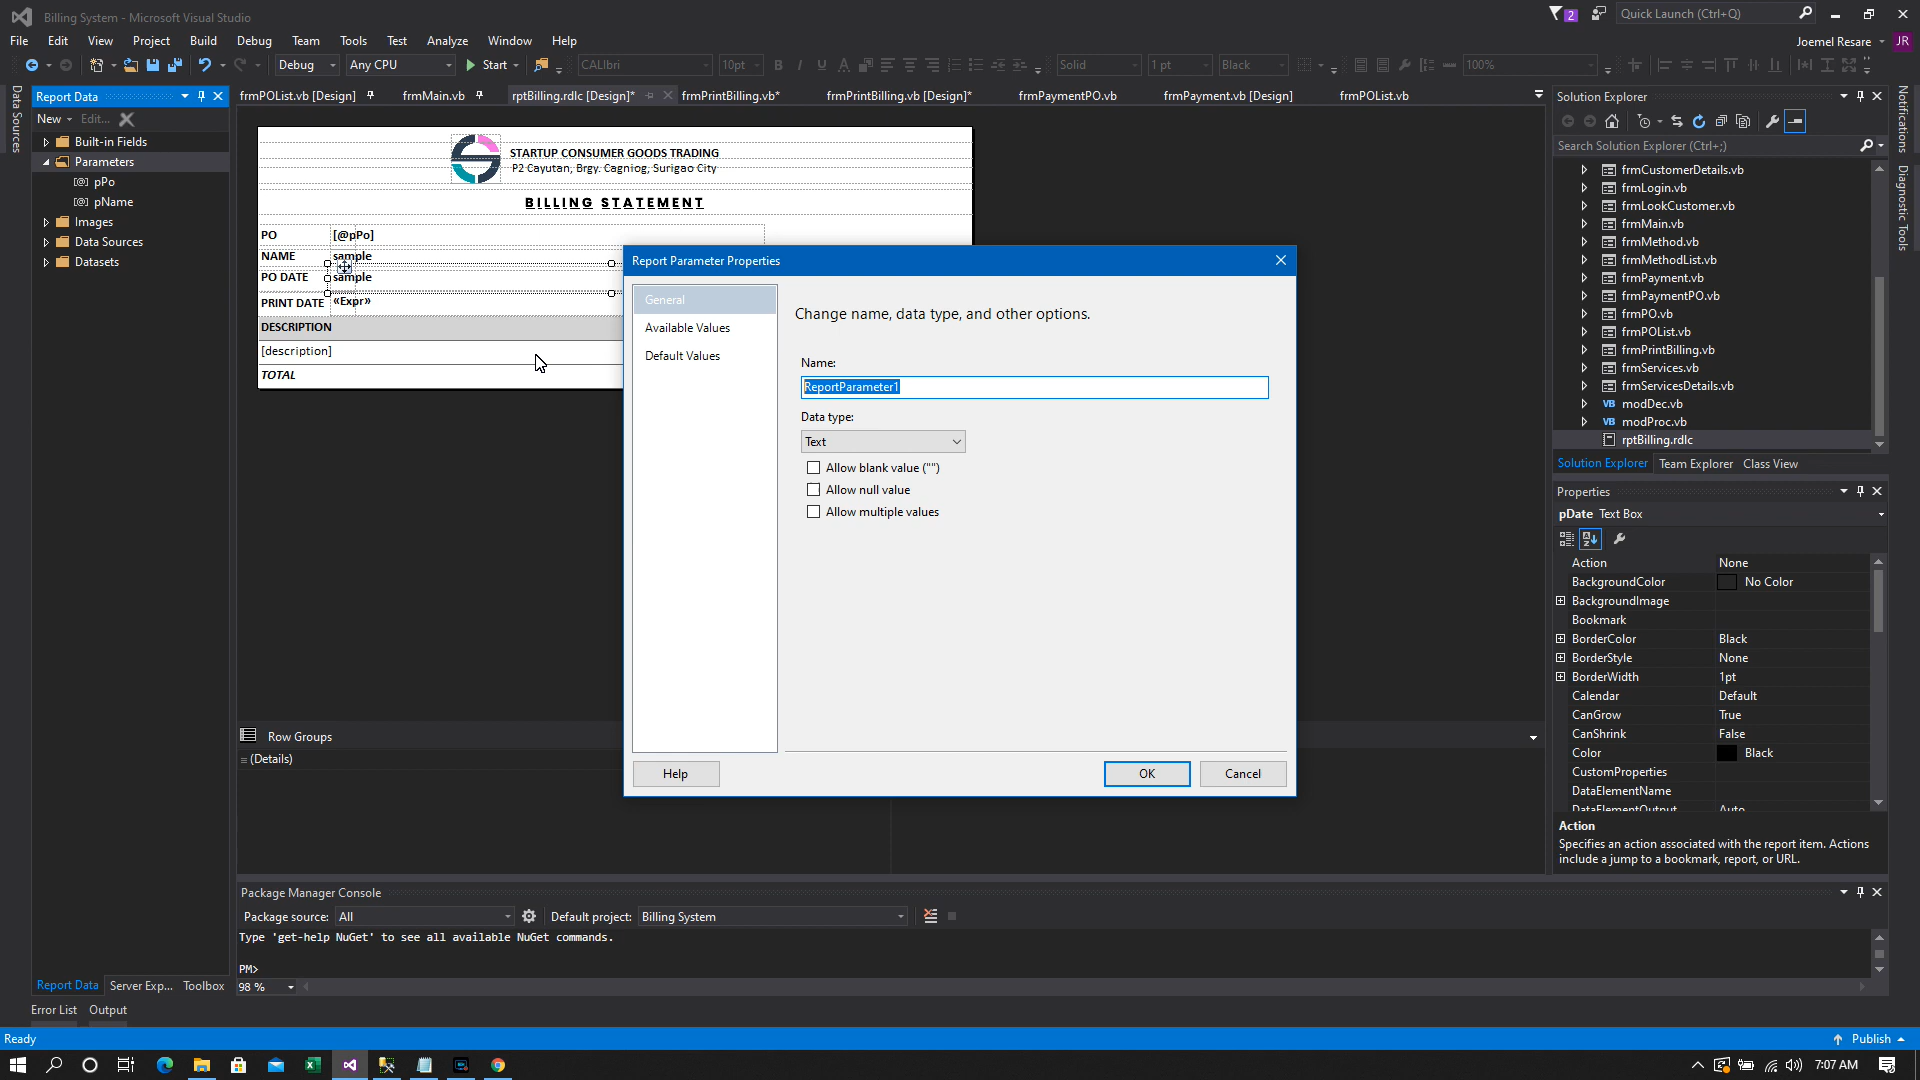 Billing System - Microsoft Visual Studio
2
Quick Launch (Ctrl+Q)
File Edit View Project Build Debug Team Tools Test Analyze Window Help
Joemel Resare JR
Debug Any CPU Start CALIbri 10pt B I U A Solid 1 pt Black 100%
Data Sources
Report Data
New Edit...
Built-in Fields
Parameters
pPo
pName
Images
Data Sources
Datasets
frmPOList.vb [Design] frmMain.vb rptBilling.rdlc [Design]* frmPrintBilling.vb* frmPrintBilling.vb [Design]* frmPaymentPO.vb frmPayment.vb [Design] frmPOList.vb
STARTUP CONSUMER GOODS TRADING
P2 Cayutan, Brgy. Cagniog, Surigao City
BILLING STATEMENT
PO [@pPo]
NAME sample
PO DATE sample
PRINT DATE «Expr»
DESCRIPTION
[description]
TOTAL
Report Parameter Properties
General
Available Values
Default Values
Change name, data type, and other options.
Name:
ReportParameter1
Data type:
Text
Allow blank value ("")
Allow null value
Allow multiple values
Help
OK
Cancel
Row Groups
(Details)
Package Manager Console
Package source: All Default project: Billing System
Type 'get-help NuGet' to see all available NuGet commands.
PM>
98 %
Report Data Server Exp... Toolbox
Error List Output
Solution Explorer
Search Solution Explorer (Ctrl+;)
frmCustomerDetails.vb
frmLogin.vb
frmLookCustomer.vb
frmMain.vb
frmMethod.vb
frmMethodList.vb
frmPayment.vb
frmPaymentPO.vb
frmPO.vb
frmPOList.vb
frmPrintBilling.vb
frmServices.vb
frmServicesDetails.vb
VB modDec.vb
VB modProc.vb
rptBilling.rdlc
Solution Explorer Team Explorer Class View
Notifications
Diagnostic Tools
Properties
pDate Text Box
Action None
BackgroundColor No Color
BackgroundImage
Bookmark
BorderColor Black
BorderStyle None
BorderWidth 1pt
Calendar Default
CanGrow True
CanShrink False
Color Black
CustomProperties
DataElementName
DataElementOutput Auto
Action
Specifies an action associated with the report item. Actions
include a jump to a bookmark, report, or URL.
Ready
Publish
7:07 AM